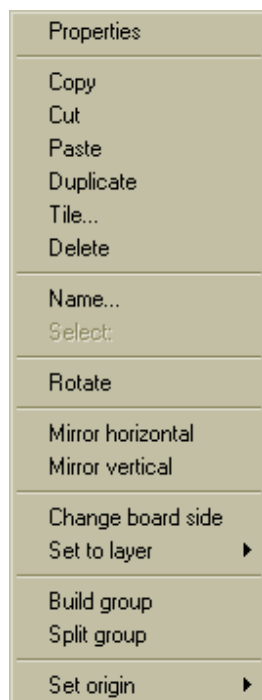 Properties
Copy
Cut
Paste
Duplicate
Tile...
Delete
Name...
Select:
Rotate
Mirror horizontal
Mirror vertical
Change board side
Set to layer
Build group
Split group
Set origin